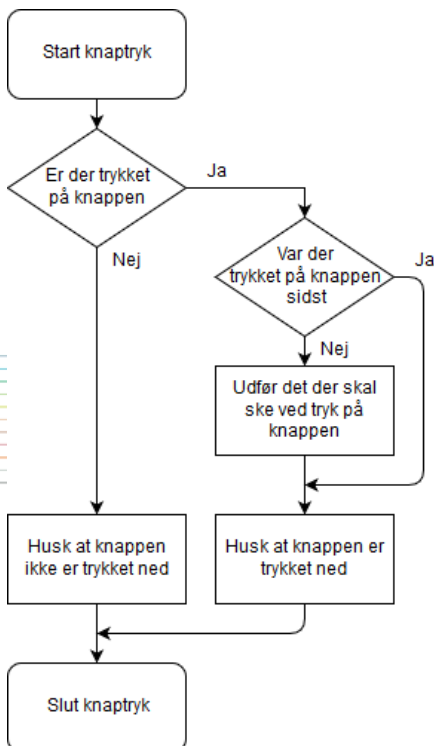 Start knaptryk
Er der trykket
på knappen
Ja
Nej
Var der
trykket på knappen
sidst
Ja
Nej
Udfør det der skal
ske ved tryk på
knappen
Husk at knappen
ikke er trykket ned
Husk at knappen er
trykket ned
Slut knaptryk